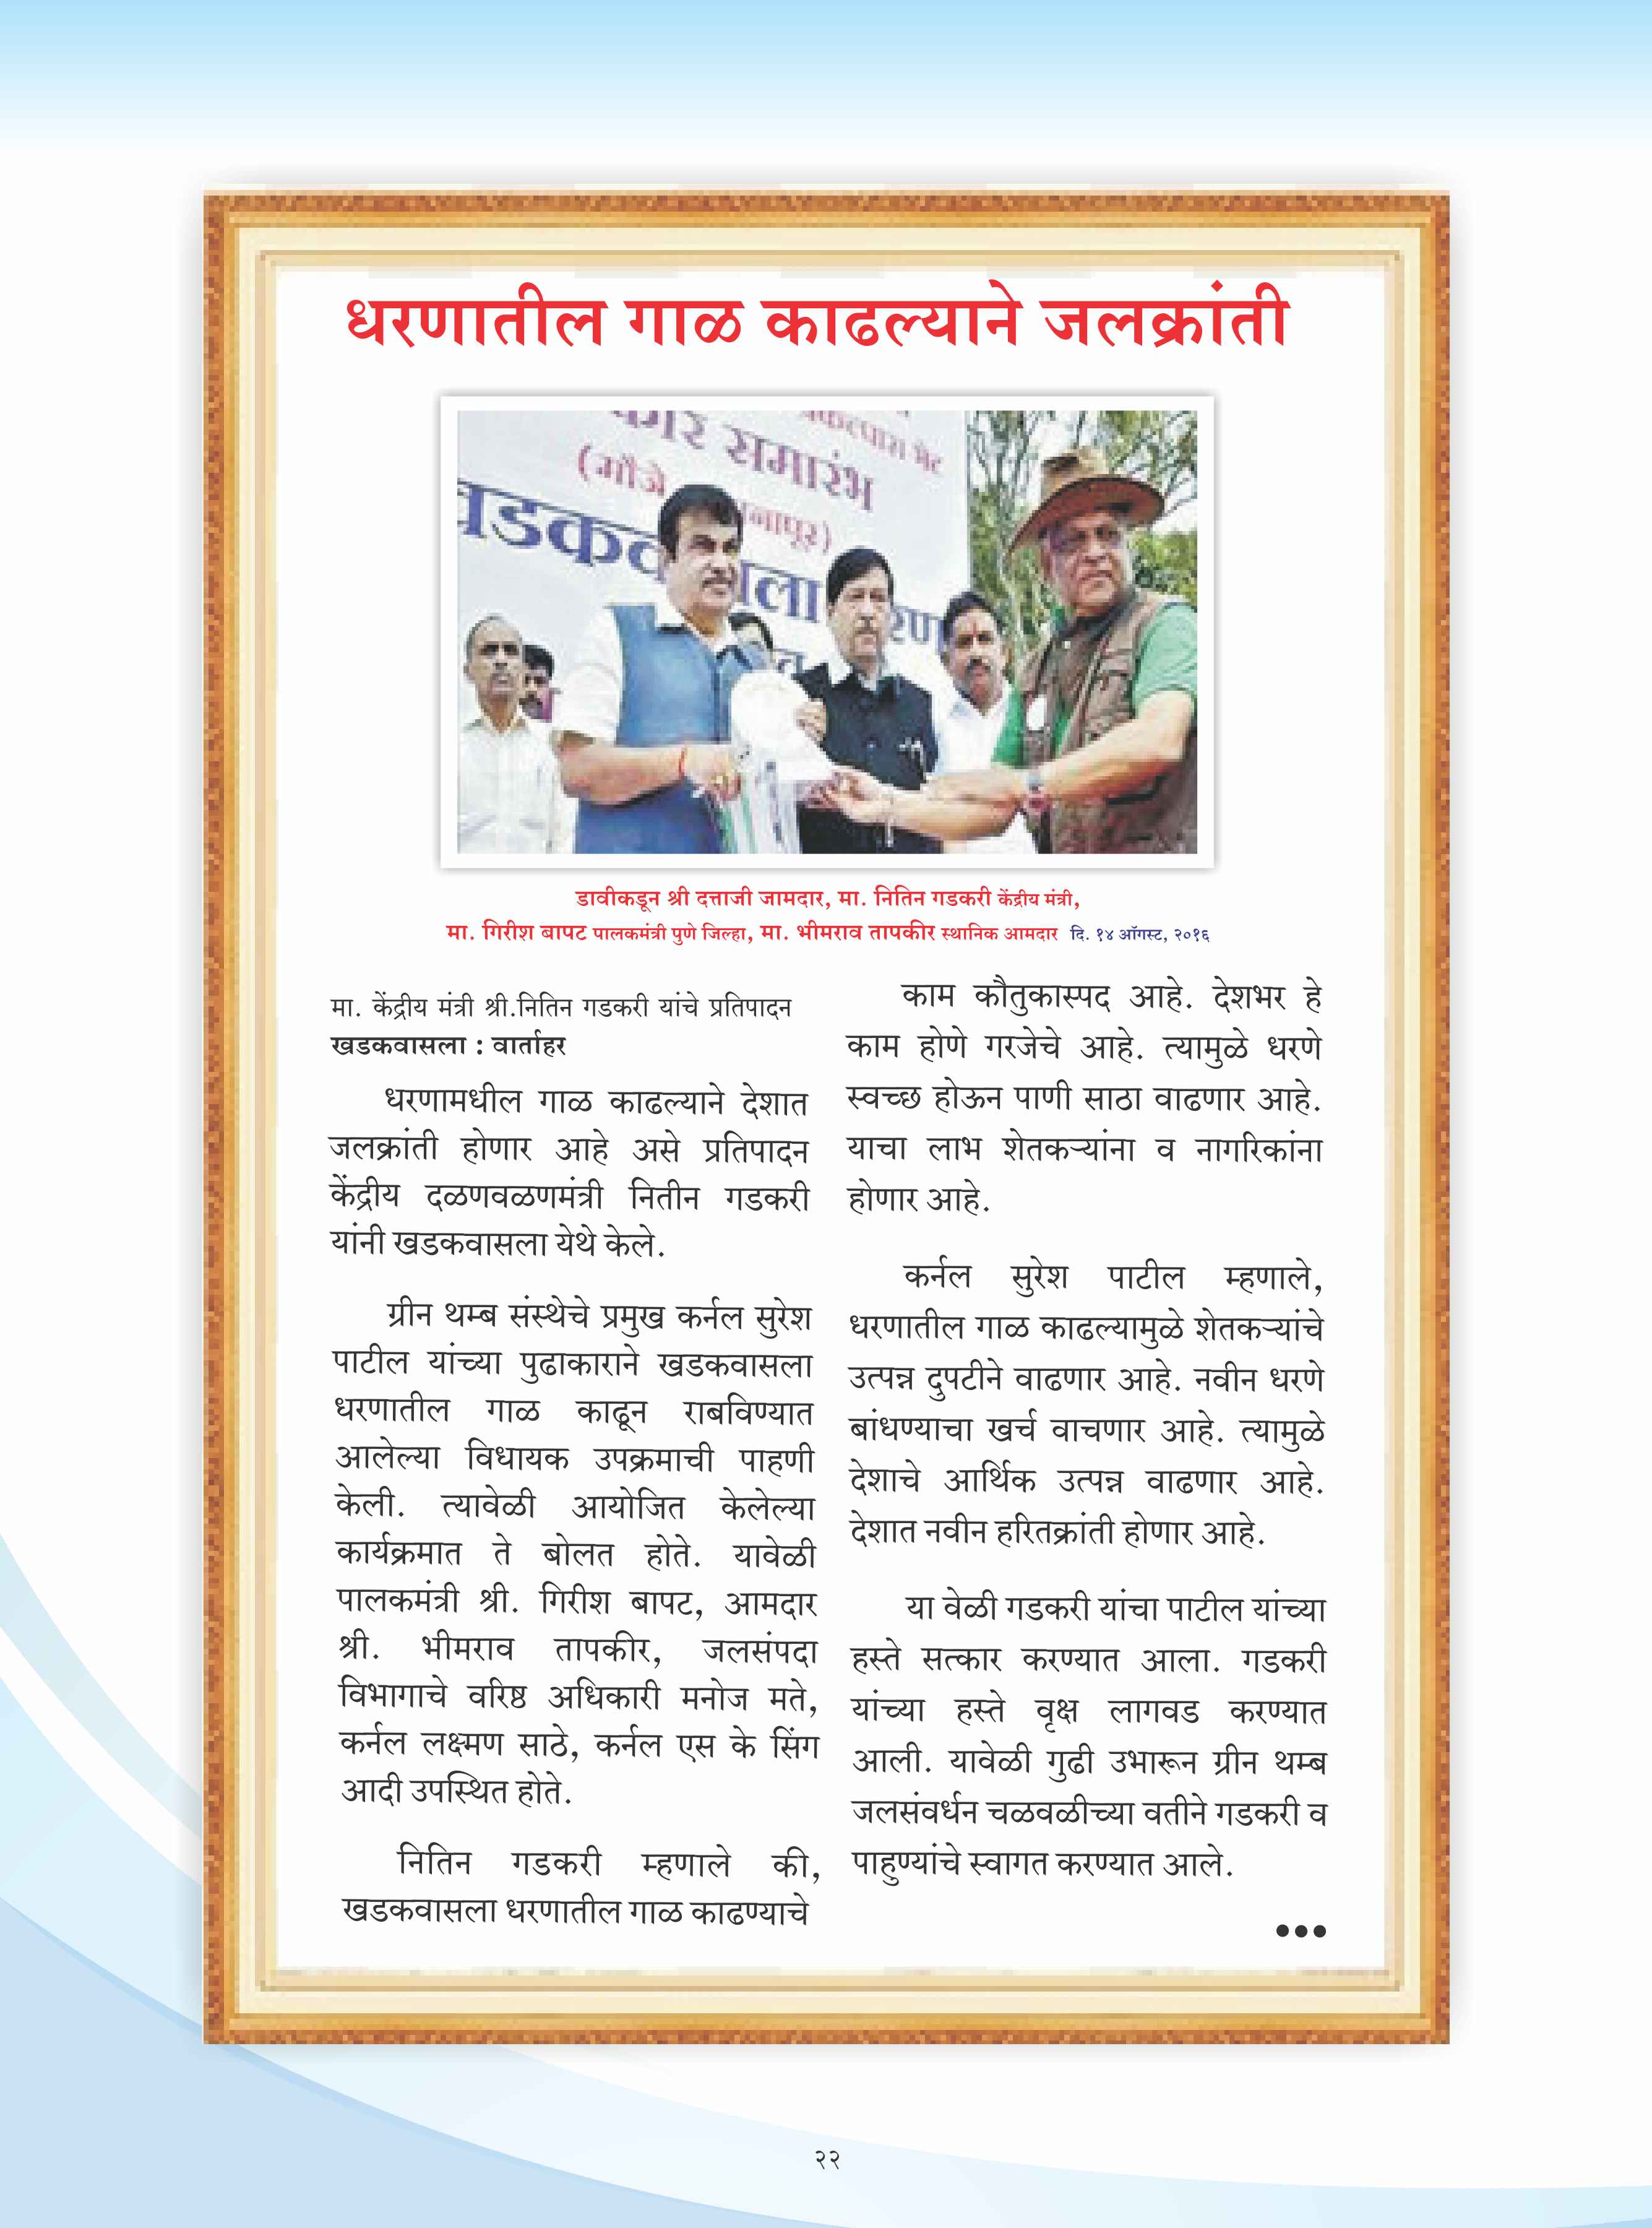 धरणातील गाळ काढल्याने जलक्रांती
कार समारंभ
प्रकल्पास भेट
(मौजे
नापूर)
डावीकडून श्री दत्ताजी जामदार, मा. नितिन गडकरी केंद्रीय मंत्री,
मा. गिरीश बापट पालकमंत्री पुणे जिल्हा, मा. भीमराव तापकीर स्थानिक आमदार दि. १४ ऑगस्ट, २०१६
मा. केंद्रीय मंत्री श्री.नितिन गडकरी यांचे प्रतिपादन
खडकवासला : वार्ताहर
धरणामधील गाळ काढल्याने देशात
जलक्रांती होणार आहे असे प्रतिपादन
केंद्रीय दळणवळणमंत्री नितीन गडकरी
यांनी खडकवासला येथे केले.
ग्रीन थम्ब संस्थेचे प्रमुख कर्नल सुरेश
पाटील यांच्या पुढाकाराने खडकवासला
धरणातील गाळ काढून राबविण्यात
आलेल्या विधायक उपक्रमाची पाहणी
केली. त्यावेळी आयोजित केलेल्या
कार्यक्रमात ते बोलत होते. यावेळी
पालकमंत्री श्री. गिरीश बापट, आमदार
श्री. भीमराव तापकीर, जलसंपदा
विभागाचे वरिष्ठ अधिकारी मनोज मते,
कर्नल लक्ष्मण साठे, कर्नल एस के सिंग
आदी उपस्थित होते.
नितिन गडकरी म्हणाले की,
खडकवासला धरणातील गाळ काढण्याचे
काम कौतुकास्पद आहे. देशभर हे
काम होणे गरजेचे आहे. त्यामुळे धरणे
स्वच्छ होऊन पाणी साठा वाढणार आहे.
याचा लाभ शेतकऱ्यांना व नागरिकांना
होणार आहे.
कर्नल सुरेश पाटील म्हणाले,
धरणातील गाळ काढल्यामुळे शेतकऱ्यांचे
उत्पन्न दुपटीने वाढणार आहे. नवीन धरणे
बांधण्याचा खर्च वाचणार आहे. त्यामुळे
देशाचे आर्थिक उत्पन्न वाढणार आहे.
देशात नवीन हरितक्रांती होणार आहे.
या वेळी गडकरी यांचा पाटील यांच्या
हस्ते सत्कार करण्यात आला. गडकरी
यांच्या हस्ते वृक्ष लागवड करण्यात
आली. यावेळी गुढी उभारून ग्रीन थम्ब
जलसंवर्धन चळवळीच्या वतीने गडकरी व
पाहुण्यांचे स्वागत करण्यात आले.
•••
२२